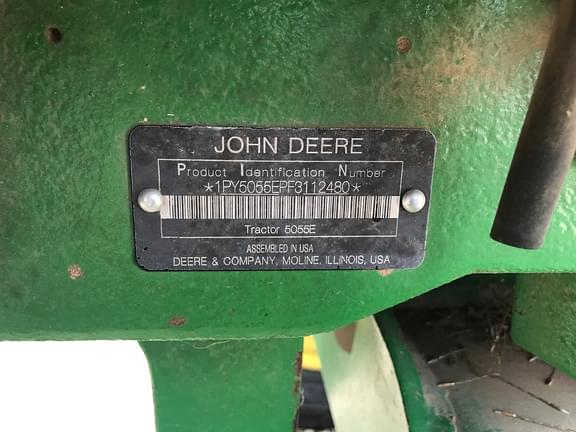 JOHN DEERE
Product Identification Number
*1PY5055EPF3112480*
Tractor 5055E
ASSEMBLED IN USA
DEERE & COMPANY, MOLINE, ILLINOIS, USA